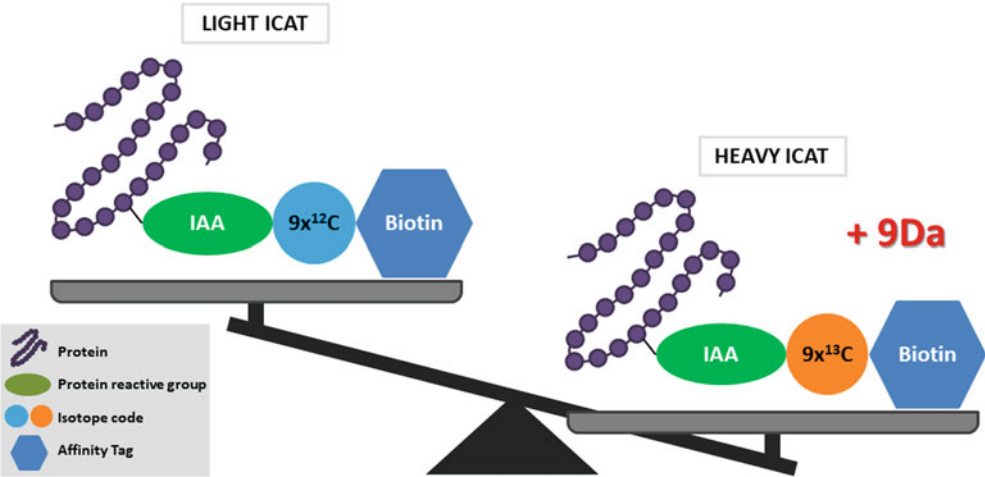 LIGHT ICAT
IAA
9x¹²C
Biotin
HEAVY ICAT
+ 9Da
IAA
9x¹³C
Biotin
Protein
Protein reactive group
Isotope code
Affinity Tag